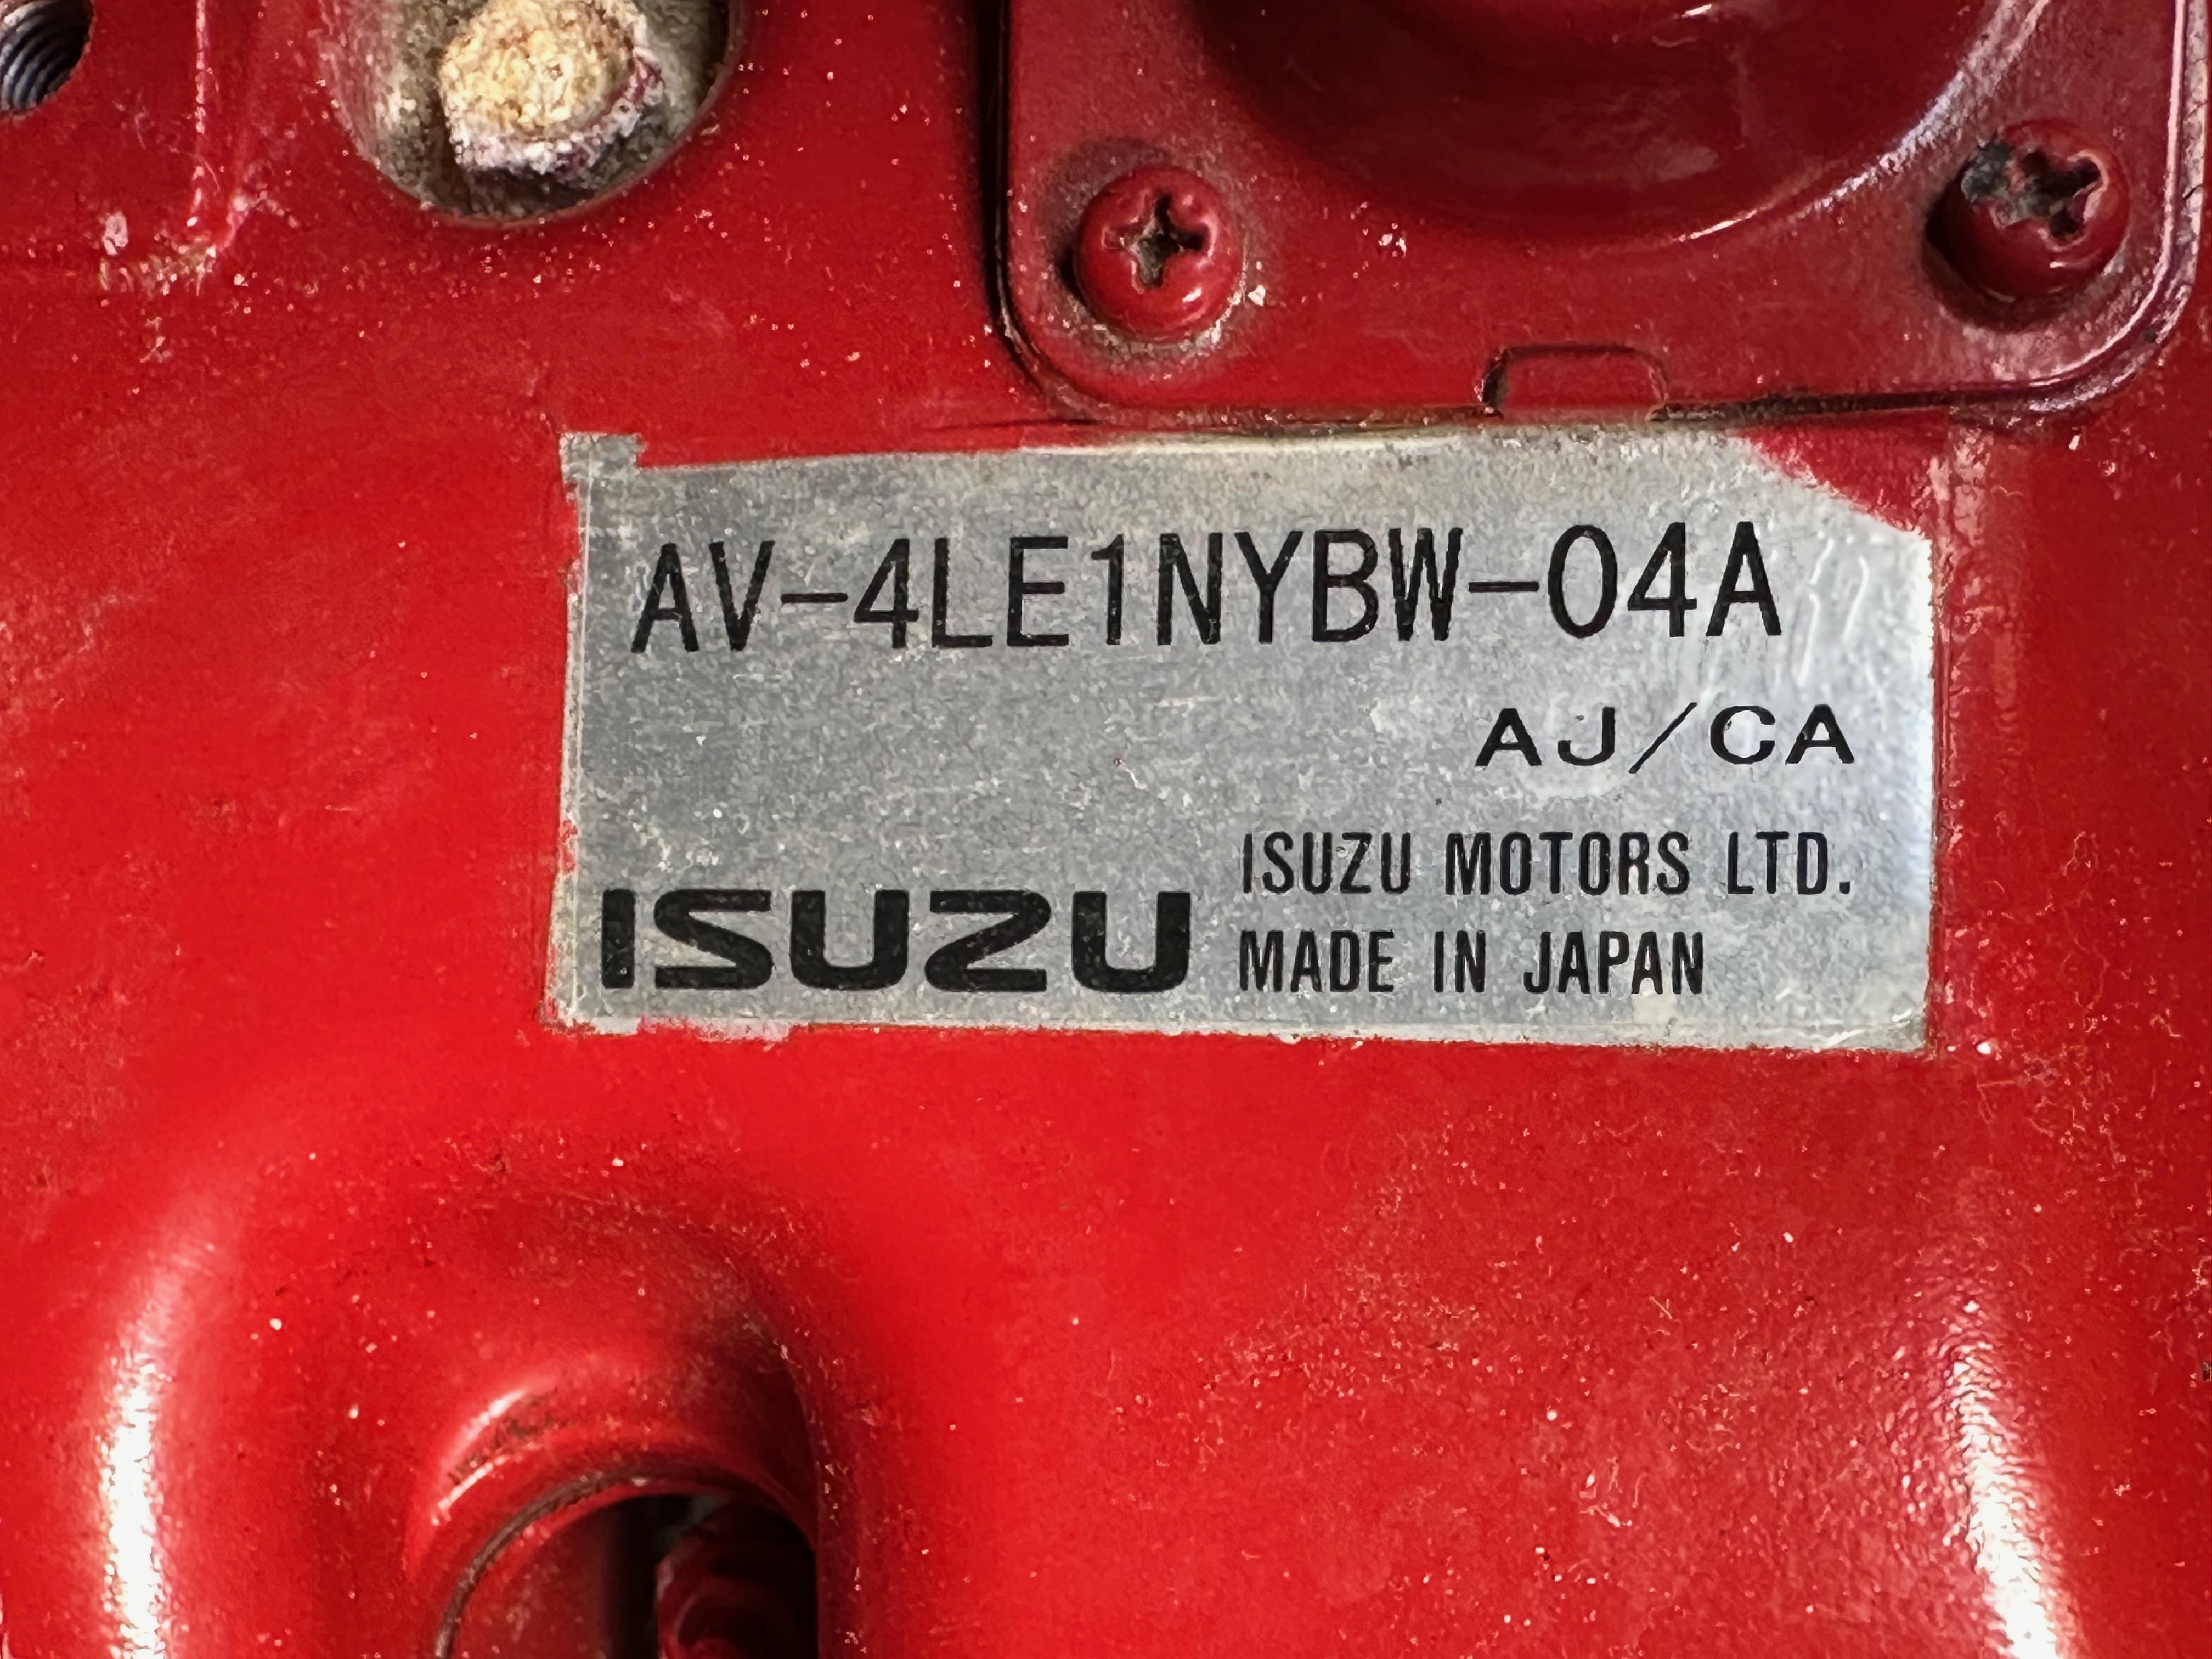 AV-4LE1NYBW-04A
AJ/CA
ISUZU
ISUZU MOTORS LTD.
MADE IN JAPAN